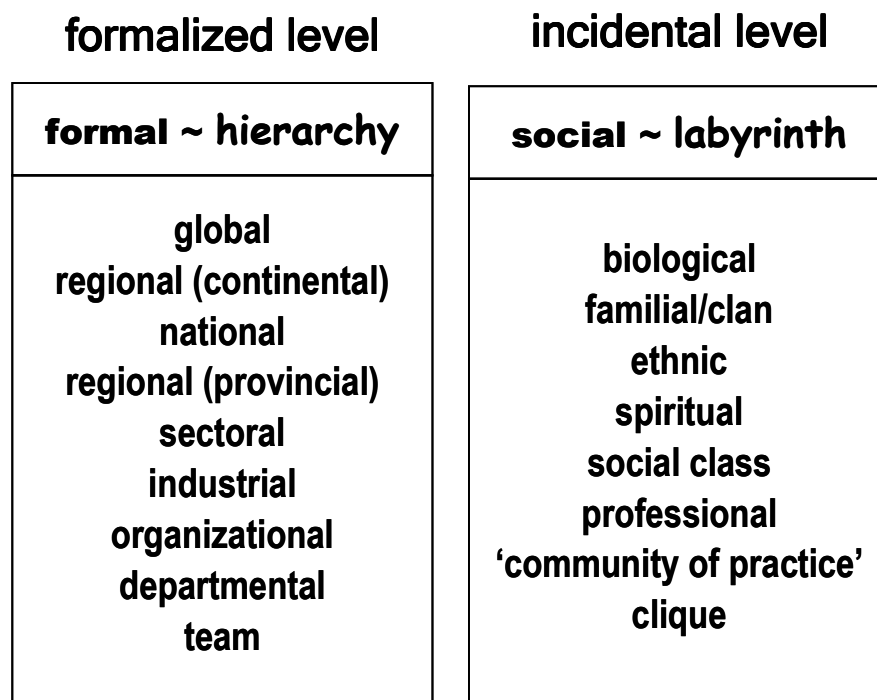 formalized level
formal ~ hierarchy
global
regional (continental)
national
regional (provincial)
sectoral
industrial
organizational
departmental
team
incidental level
social ~ labyrinth
biological
familial/clan
ethnic
spiritual
social class
professional
‘community of practice’
clique